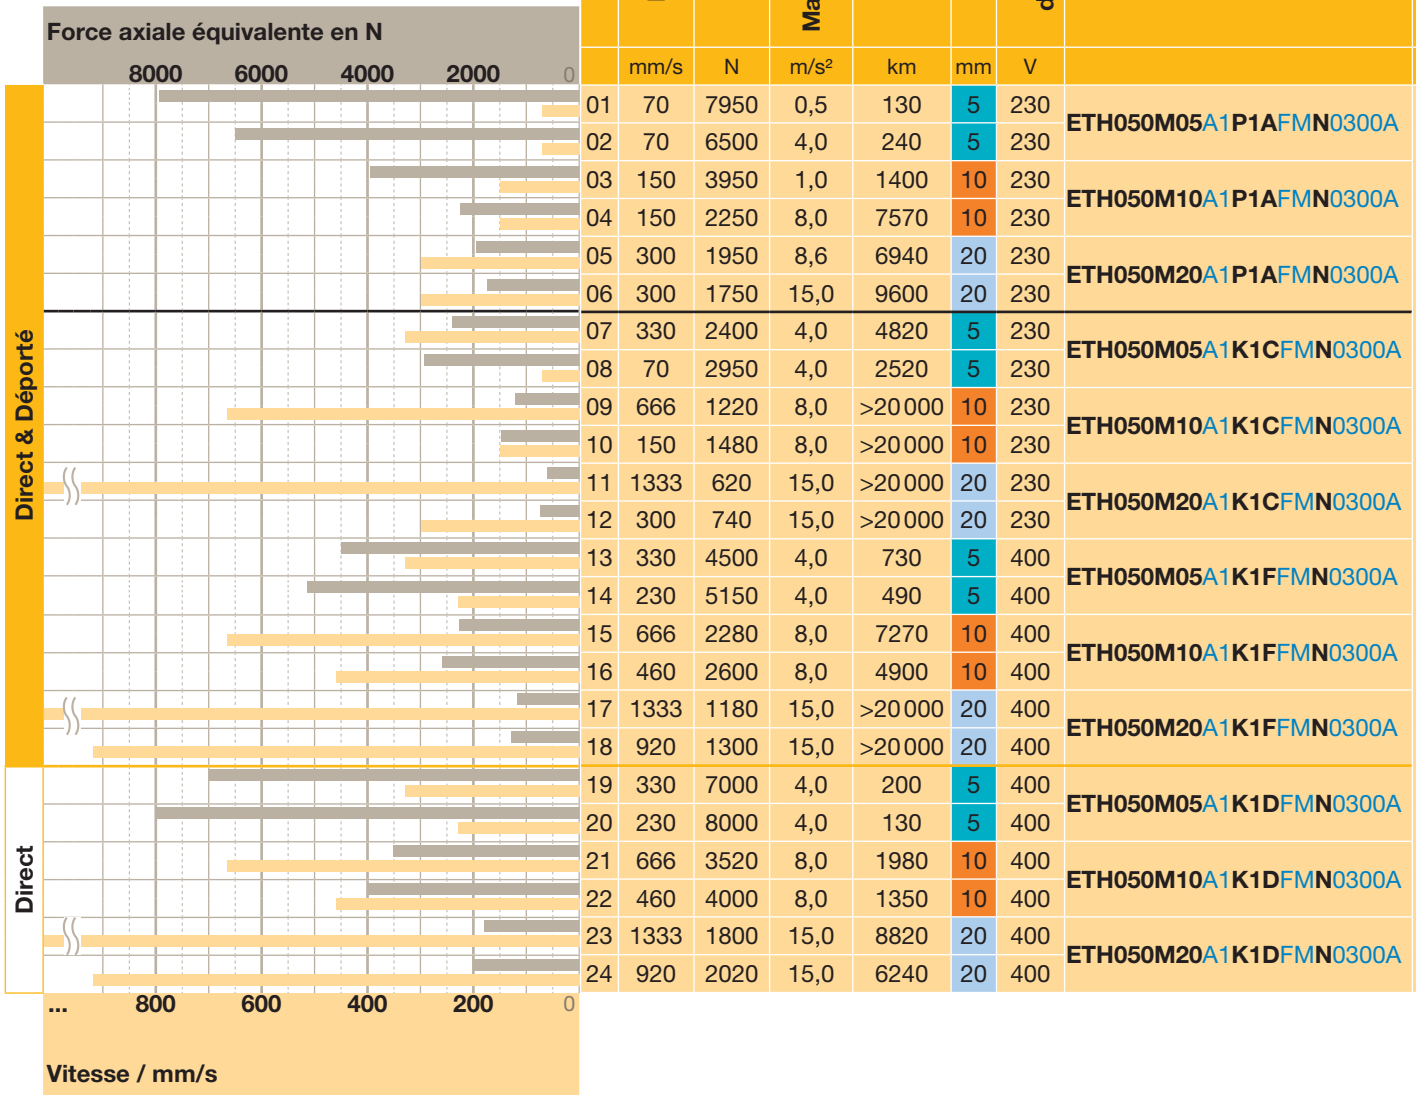 Ma
d
Force axiale équivalente en N
8000 6000 4000 2000 0
mm/s N m/s² km mm V
Direct & Déporté
01 70 7950 0,5 130 5 230
ETH050M05A1P1AFMN0300A
02 70 6500 4,0 240 5 230
03 150 3950 1,0 1400 10 230
ETH050M10A1P1AFMN0300A
04 150 2250 8,0 7570 10 230
05 300 1950 8,6 6940 20 230
ETH050M20A1P1AFMN0300A
06 300 1750 15,0 9600 20 230
07 330 2400 4,0 4820 5 230
ETH050M05A1K1CFMN0300A
08 70 2950 4,0 2520 5 230
09 666 1220 8,0 >20 000 10 230
ETH050M10A1K1CFMN0300A
10 150 1480 8,0 >20 000 10 230
11 1333 620 15,0 >20 000 20 230
ETH050M20A1K1CFMN0300A
12 300 740 15,0 >20 000 20 230
13 330 4500 4,0 730 5 400
ETH050M05A1K1FFMN0300A
14 230 5150 4,0 490 5 400
15 666 2280 8,0 7270 10 400
ETH050M10A1K1FFMN0300A
16 460 2600 8,0 4900 10 400
17 1333 1180 15,0 >20 000 20 400
ETH050M20A1K1FFMN0300A
18 920 1300 15,0 >20 000 20 400
Direct
19 330 7000 4,0 200 5 400
ETH050M05A1K1DFMN0300A
20 230 8000 4,0 130 5 400
21 666 3520 8,0 1980 10 400
ETH050M10A1K1DFMN0300A
22 460 4000 8,0 1350 10 400
23 1333 1800 15,0 8820 20 400
ETH050M20A1K1DFMN0300A
24 920 2020 15,0 6240 20 400
... 800 600 400 200 0
Vitesse / mm/s